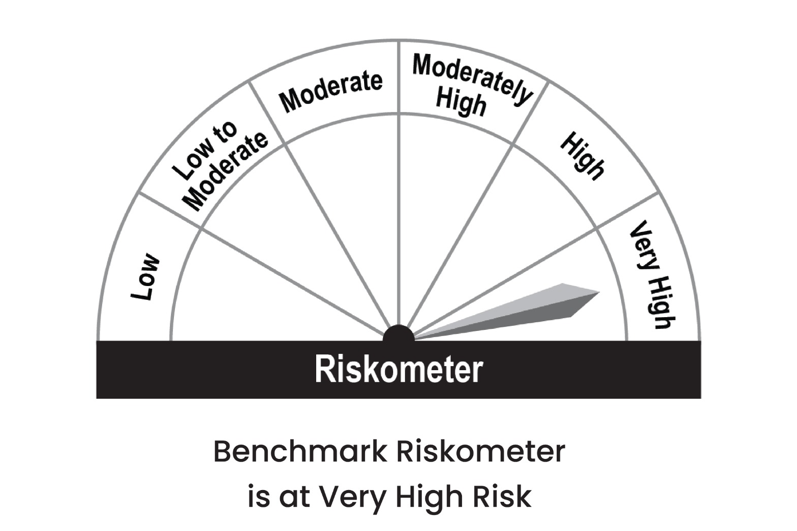 Low
Low to
Moderate
Moderate
Moderately
High
High
Very High
Riskometer
Benchmark Riskometer
is at Very High Risk